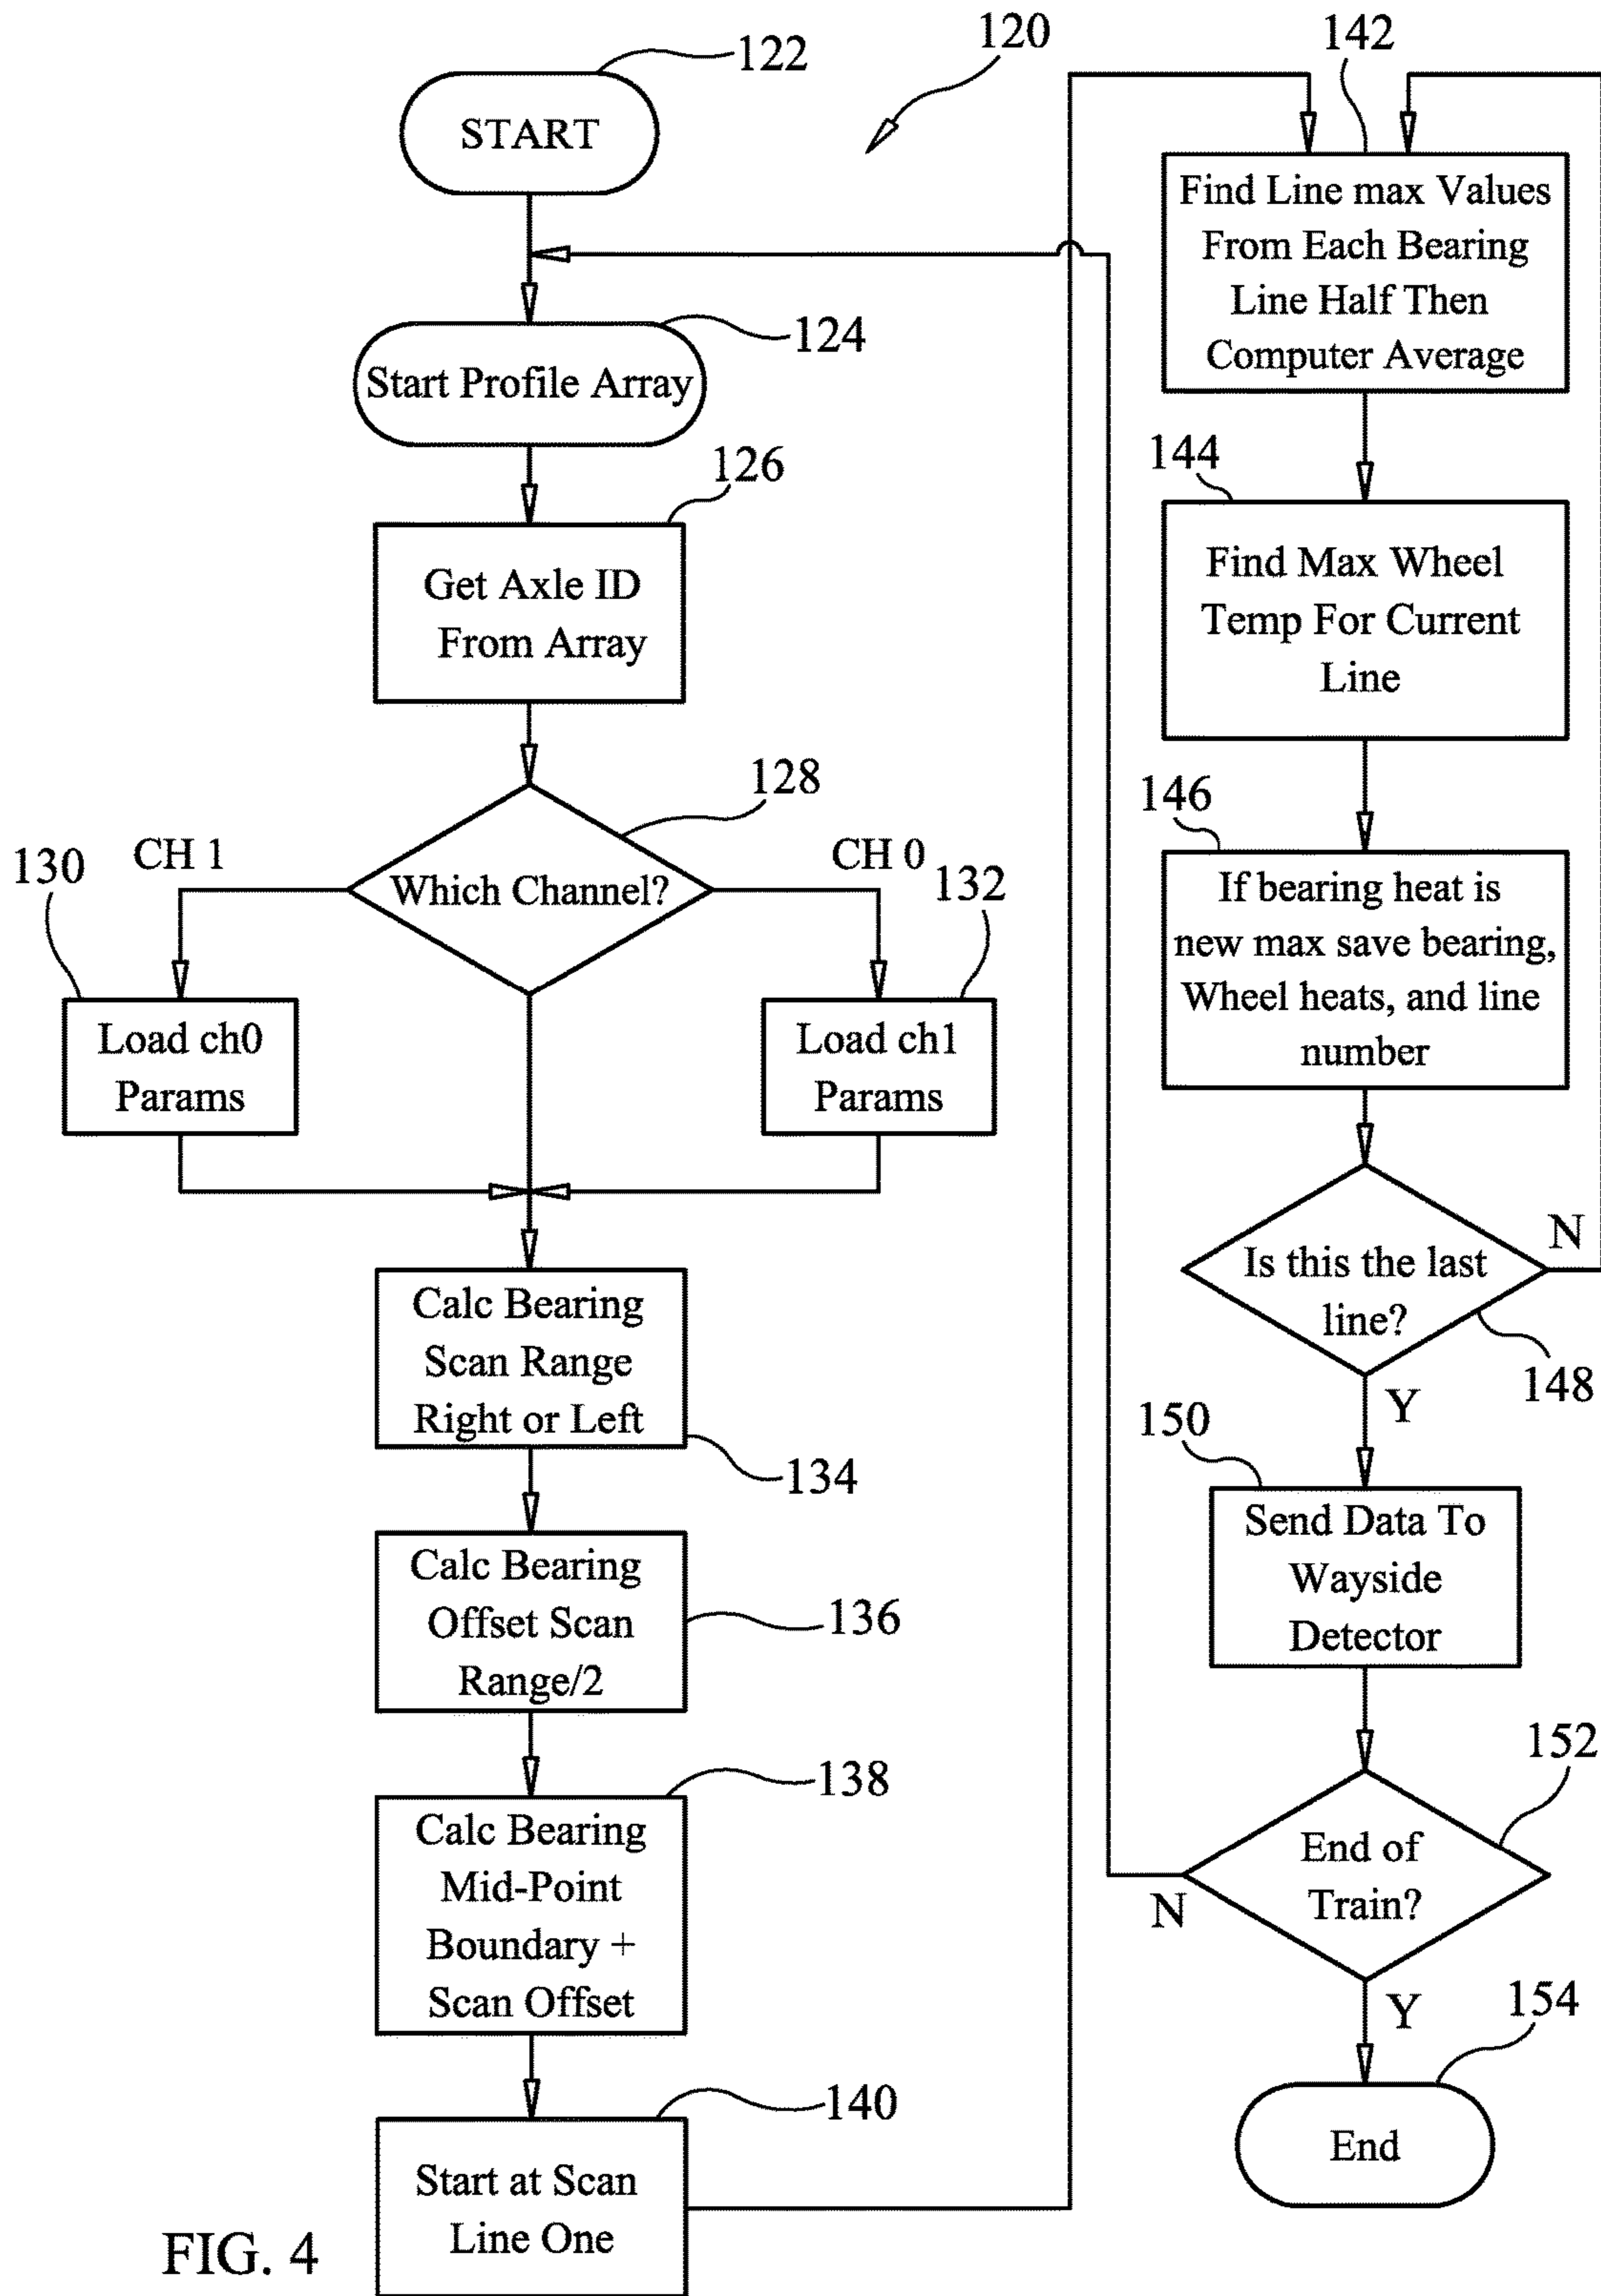 122
START
120
124
Start Profile Array
126
Get Axle ID
From Array
128
Which Channel?
CH 1
CH 0
130
Load ch0
Params
132
Load ch1
Params
Calc Bearing
Scan Range
Right or Left
134
Calc Bearing
Offset Scan
Range/2
136
138
Calc Bearing
Mid-Point
Boundary +
Scan Offset
140
Start at Scan
Line One
142
Find Line max Values
From Each Bearing
Line Half Then
Computer Average
144
Find Max Wheel
Temp For Current
Line
146
If bearing heat is
new max save bearing,
Wheel heats, and line
number
Is this the last
line?
N
148
Y
150
Send Data To
Wayside
Detector
152
End of
Train?
N
Y
154
End
FIG. 4